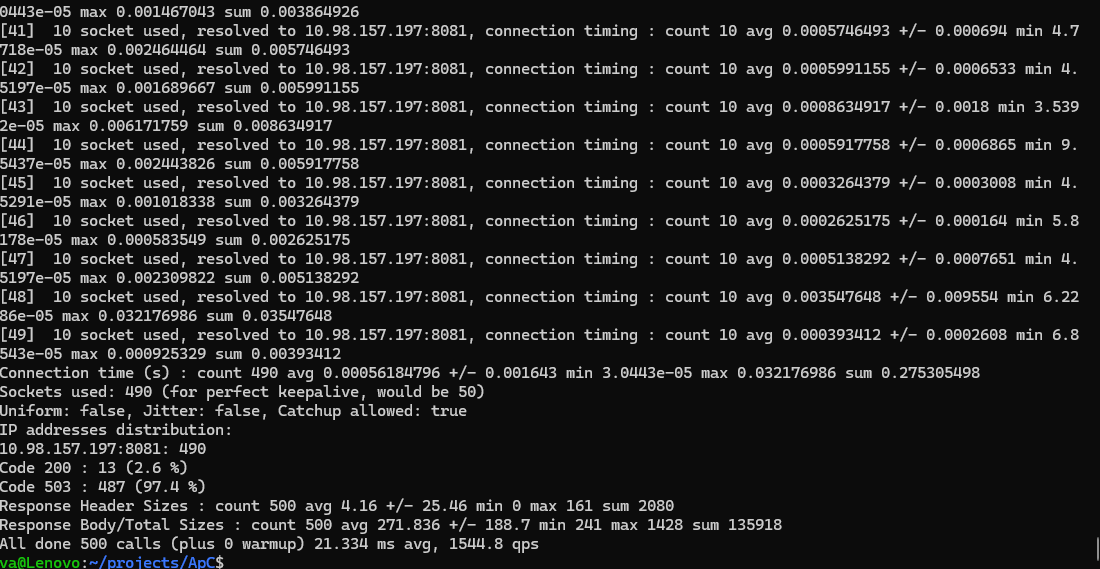 0443e-05 max 0.001467043 sum 0.003864926
[41]  10 socket used, resolved to 10.98.157.197:8081, connection timing : count 10 avg 0.0005746493 +/- 0.000694 min 4.7
718e-05 max 0.002464464 sum 0.005746493
[42]  10 socket used, resolved to 10.98.157.197:8081, connection timing : count 10 avg 0.0005991155 +/- 0.0006533 min 4.
5197e-05 max 0.001689667 sum 0.005991155
[43]  10 socket used, resolved to 10.98.157.197:8081, connection timing : count 10 avg 0.0008634917 +/- 0.0018 min 3.539
2e-05 max 0.006171759 sum 0.008634917
[44]  10 socket used, resolved to 10.98.157.197:8081, connection timing : count 10 avg 0.0005917758 +/- 0.0006865 min 9.
5437e-05 max 0.002443826 sum 0.005917758
[45]  10 socket used, resolved to 10.98.157.197:8081, connection timing : count 10 avg 0.0003264379 +/- 0.0003008 min 4.
5291e-05 max 0.001018338 sum 0.003264379
[46]  10 socket used, resolved to 10.98.157.197:8081, connection timing : count 10 avg 0.0002625175 +/- 0.000164 min 5.8
178e-05 max 0.000583549 sum 0.002625175
[47]  10 socket used, resolved to 10.98.157.197:8081, connection timing : count 10 avg 0.0005138292 +/- 0.0007651 min 4.
5197e-05 max 0.002309822 sum 0.005138292
[48]  10 socket used, resolved to 10.98.157.197:8081, connection timing : count 10 avg 0.003547648 +/- 0.009554 min 6.22
86e-05 max 0.032176986 sum 0.03547648
[49]  10 socket used, resolved to 10.98.157.197:8081, connection timing : count 10 avg 0.000393412 +/- 0.0002608 min 6.8
543e-05 max 0.000925329 sum 0.00393412
Connection time (s) : count 490 avg 0.00056184796 +/- 0.001643 min 3.0443e-05 max 0.032176986 sum 0.275305498
Sockets used: 490 (for perfect keepalive, would be 50)
Uniform: false, Jitter: false, Catchup allowed: true
IP addresses distribution:
10.98.157.197:8081: 490
Code 200 : 13 (2.6 %)
Code 503 : 487 (97.4 %)
Response Header Sizes : count 500 avg 4.16 +/- 25.46 min 0 max 161 sum 2080
Response Body/Total Sizes : count 500 avg 271.836 +/- 188.7 min 241 max 1428 sum 135918
All done 500 calls (plus 0 warmup) 21.334 ms avg, 1544.8 qps
va@Lenovo:~/projects/ApC$